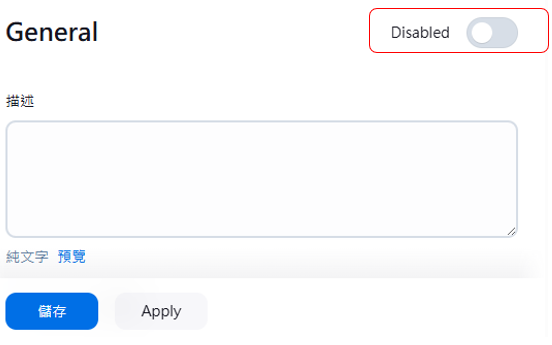 General
Disabled
描述
純文字 預覽
儲存
Apply